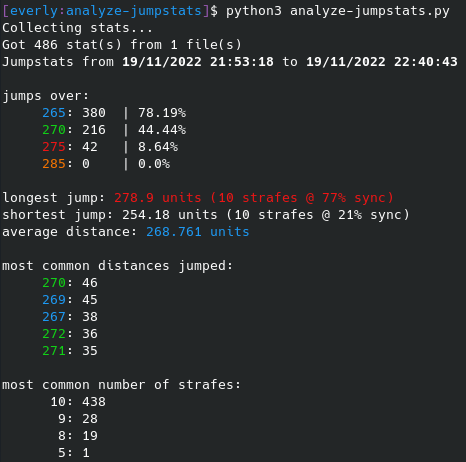 [everly:analyze-jumpstats]$ python3 analyze-jumpstats.py
Collecting stats...
Got 486 stat(s) from 1 file(s)
Jumpstats from 19/11/2022 21:53:18 to 19/11/2022 22:40:43
jumps over:
265: 380 | 78.19%
270: 216 | 44.44%
275: 42 | 8.64%
285: 0 | 0.0%
longest jump: 278.9 units (10 strafes @ 77% sync)
shortest jump: 254.18 units (10 strafes @ 21% sync)
average distance: 268.761 units
most common distances jumped:
270: 46
269: 45
267: 38
272: 36
271: 35
most common number of strafes:
10: 438
9: 28
8: 19
5: 1